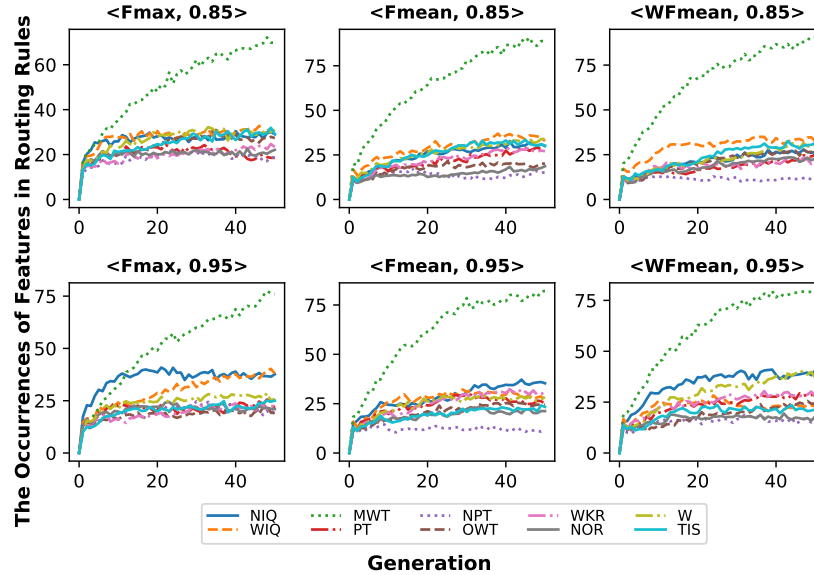 <Fmax, 0.85> <Fmean, 0.85> <WFmean, 0.85>
The Occurrences of Features in Routing Rules
60
40
20
0
0 20 40
75
50
25
0
0 20 40
75
50
25
0
0 20 40
<Fmax, 0.95> <Fmean, 0.95> <WFmean, 0.95>
75
50
25
0
0 20 40
75
50
25
0
0 20 40
75
50
25
0
0 20 40
NIQ MWT NPT WKR W
WIQ PT OWT NOR TIS
Generation